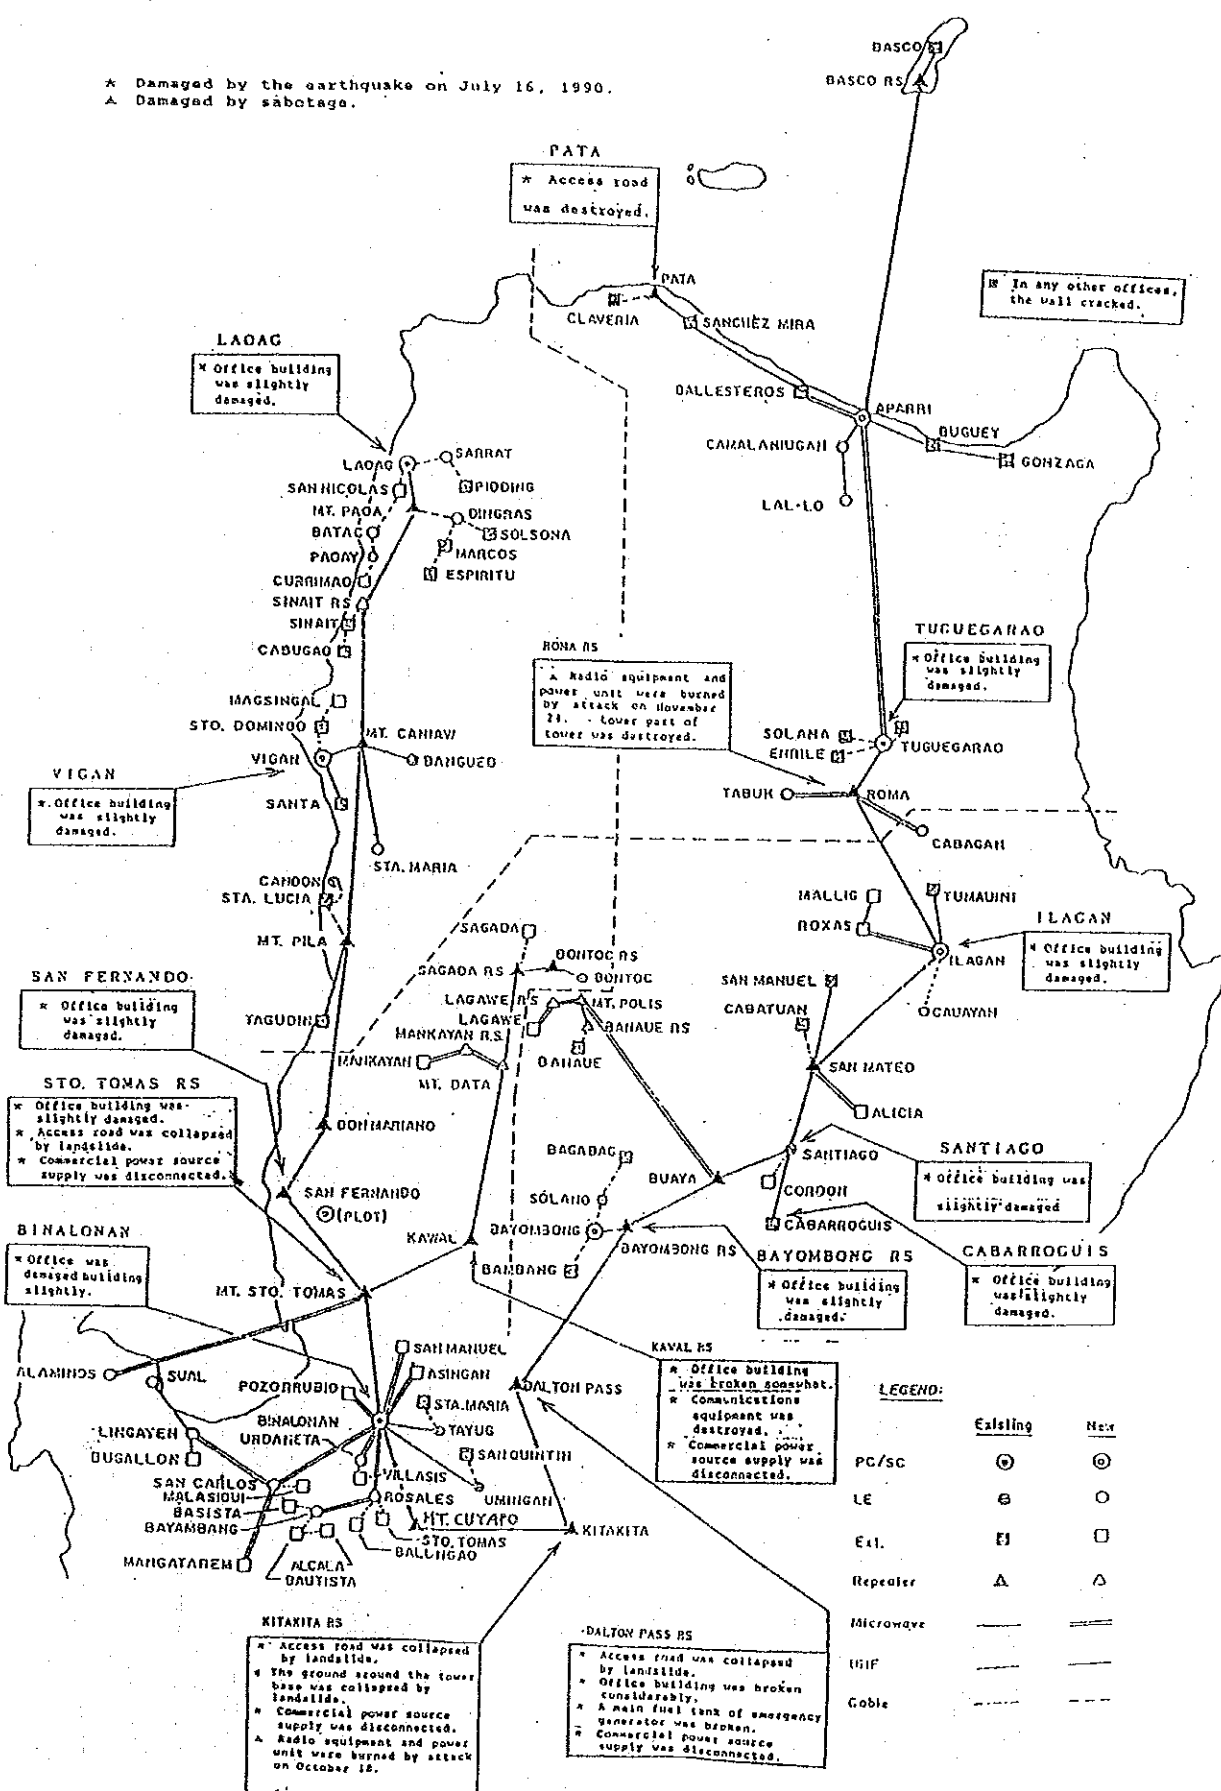 * Damaged by the earthquake on July 16, 1990.
▲ Damaged by sabotage.
BASCO
BASCO RS
PATA
* Access road
was destroyed.
PATA
CLAVERIA
SANCHEZ MIRA
In any other offices,
the wall cracked.
LAOAG
* Office building
was slightly
damaged.
BALLESTEROS
APARRI
BUGUEY
CAMALANIUGAN
GONZAGA
LAL-LO
LAOAG
SARRAT
SAN NICOLAS
PIDDING
MT. PAOA
DINGRAS
BATAC
SOLSONA
PAOAY
MARCOS
CURRIMAO
ESPIRITU
SINAIT RS
SINAIT
CABUGAO
MAGSINGAL
STO. DOMINGO
MT. CANIAW
VIGAN
BANGUED
SANTA
STA. MARIA
VIGAN
* Office building
was slightly
damaged.
ROMA RS
▲ Radio equipment and
power unit were burned
by attack on November
21. Lower part of
tower was destroyed.
TUGUEGARAO
* Office building
was slightly
damaged.
SOLANA
ENRILE
TUGUEGARAO
TABUK
ROMA
CABAGAN
CANDON
STA. LUCIA
MT. PILA
MALLIG
TUMAUINI
ROXAS
ILAGAN
ILAGAN
* Office building
was slightly
damaged.
SAGADA
BONTOC RS
SAGADA RS
BONTOC
LAGAWE RS
MT. POLIS
LAGAWE
BANAUE RS
BANAUE
MANKAYAN R.S.
MANKAYAN
MT. DATA
SAN MANUEL
CABATUAN
CAUAYAN
SAN MATEO
ALICIA
SAN FERNANDO
* Office building
was slightly
damaged.
TAGUDIN
STO. TOMAS RS
* Office building was
slightly damaged.
* Access road was collapsed
by landslide.
* Commercial power source
supply was disconnected.
DON MARIANO
SAN FERNANDO
(PLDT)
BAGABAG
BUAYA
SANTIAGO
SOLANO
CORDON
BAYOMBONG
CABARROGUIS
BAYOMBONG RS
BAMBANG
KAWAL
SANTIAGO
* Office building was
slightly damaged
BAYOMBONG RS
* Office building
was slightly
damaged.
CABARROGUIS
* Office building
was slightly
damaged.
BINALONAN
* Office was
damaged building
slightly.
MT. STO. TOMAS
ALAMINOS
SUAL
SAN MANUEL
ASINGAN
POZORRUBIO
STA. MARIA
BINALONAN
TAYUG
URDANETA
SAN QUINTIN
LINGAYEN
BUGALLON
VILLASIS
SAN CARLOS
UMINGAN
MALASIQUI
ROSALES
BASISTA
BAYAMBANG
MT. CUYAPO
STO. TOMAS
BALUNGAO
MANGATAREM
ALCALA
BAUTISTA
DALTON PASS
KITAKITA
KAVAL RS
* Office building
was broken somewhat.
* Communications
equipment was
destroyed.
* Commercial power
source supply was
disconnected.
LEGEND:
Existing New
PC/SC
LE
Ext.
Repeater
Microwave
UHF
Cable
KITAKITA RS
* Access road was collapsed
by landslide.
* The ground around the tower
base was collapsed by
landslide.
* Commercial power source
supply was disconnected.
▲ Radio equipment and power
unit were burned by attack
on October 18.
DALTON PASS RS
* Access road was collapsed
by landslide.
* Office building was broken
considerably.
* A main fuel tank of emergency
generator was broken.
* Commercial power source
supply was disconnected.